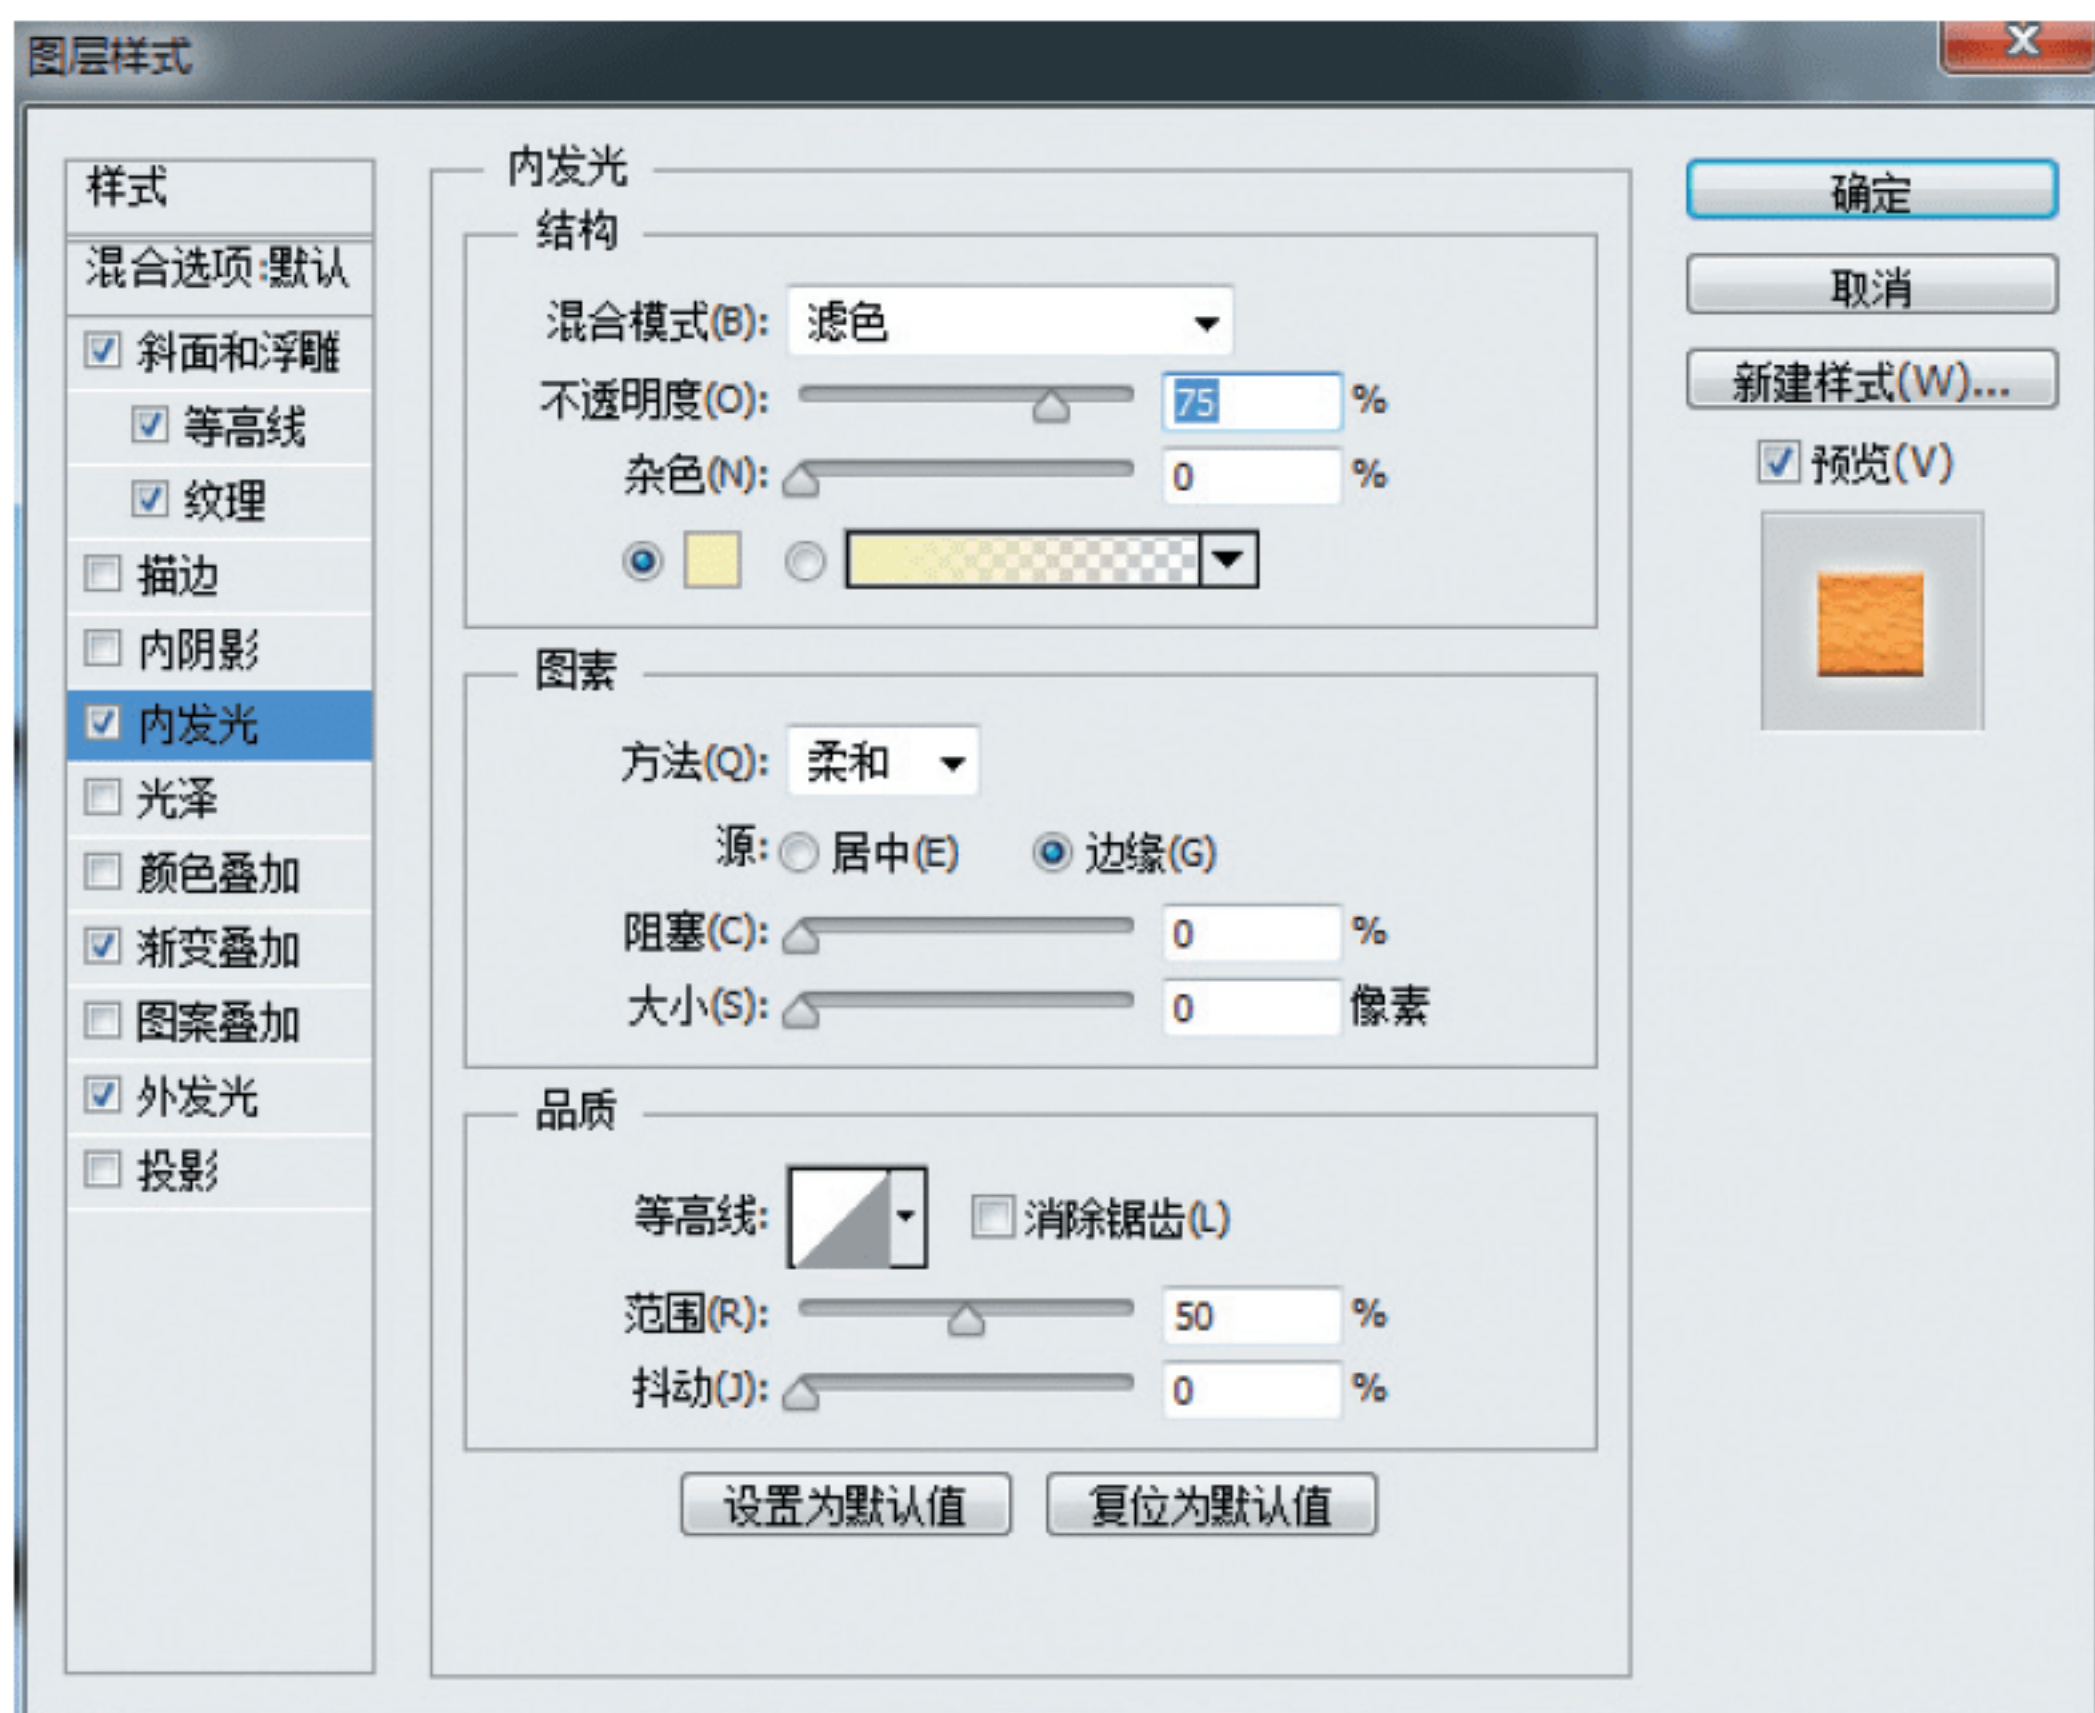 图层样式
样式
混合选项:默认
斜面和浮雕
等高线
纹理
描边
内阴影
内发光
光泽
颜色叠加
渐变叠加
图案叠加
外发光
投影
内发光
结构
混合模式(B): 滤色
不透明度(O): 75 %
杂色(N): 0 %
图素
方法(Q): 柔和
源: 居中(E) 边缘(G)
阻塞(C): 0 %
大小(S): 0 像素
品质
等高线: 消除锯齿(L)
范围(R): 50 %
抖动(J): 0 %
设置为默认值 复位为默认值
确定
取消
新建样式(W)...
预览(V)